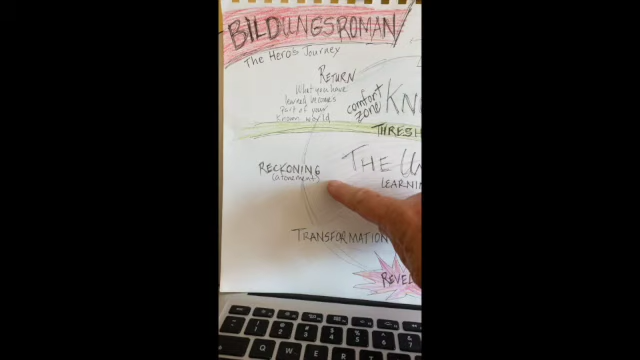 BILDUNGSROMAN
The Hero's Journey
RETURN
What you have
learned becomes
part of your
known world
comfort
zone
KN
THRESH
THE U
RECKONING
(atonement)
LEARNIN
TRANSFORMATION
REVEL